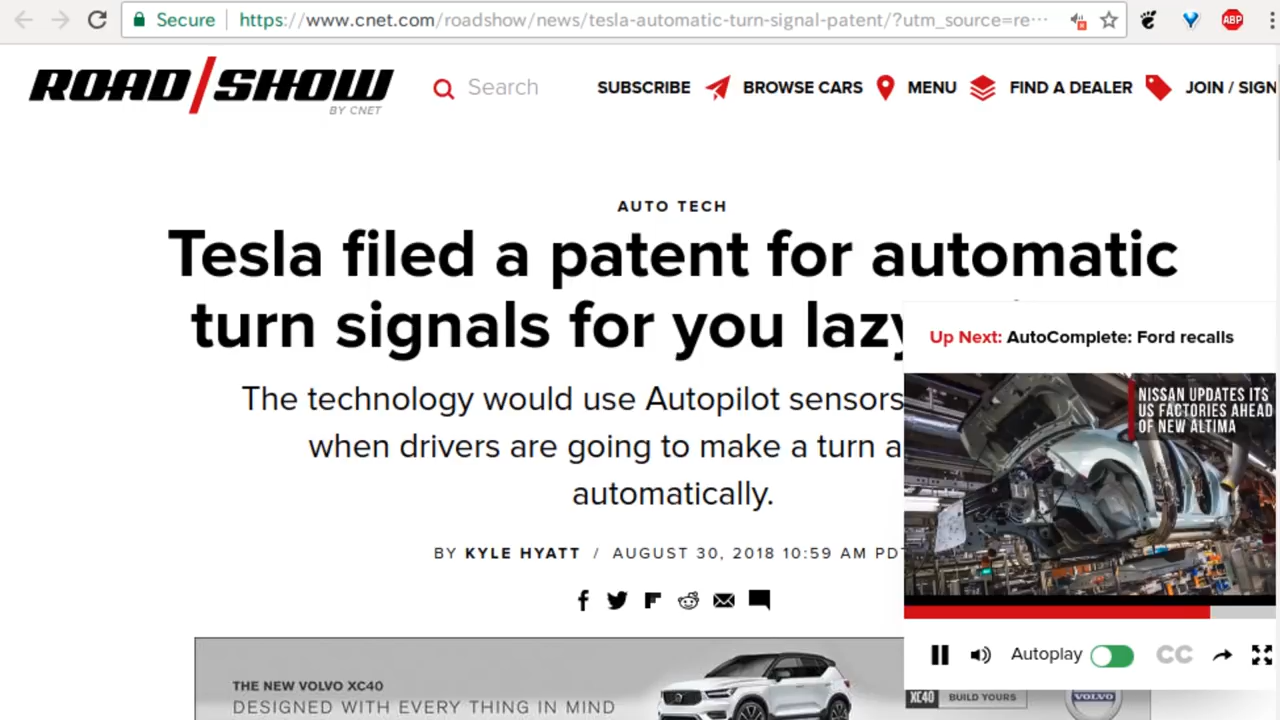 Secure
https://www.cnet.com/roadshow/news/tesla-automatic-turn-signal-patent/?utm_source=re···
ABP
ROAD/SHOW
BY CNET
Search
SUBSCRIBE
BROWSE CARS
MENU
FIND A DEALER
JOIN / SIGN
AUTO TECH
Tesla filed a patent for automatic
turn signals for you lazy
The technology would use Autopilot sensors
when drivers are going to make a turn a
automatically.
BY KYLE HYATT / AUGUST 30, 2018 10:59 AM PDT
Up Next: AutoComplete: Ford recalls
NISSAN UPDATES ITS
US FACTORIES AHEAD
OF NEW ALTIMA
Autoplay
CC
THE NEW VOLVO XC40
DESIGNED WITH EVERY THING IN MIND
XC40
BUILD YOURS
VOLVO